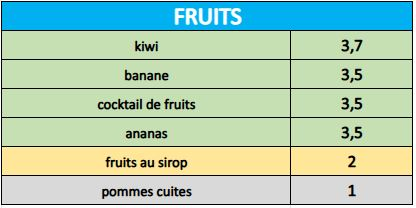 FRUITS
kiwi 3,7
banane 3,5
cocktail de fruits 3,5
ananas 3,5
fruits au sirop 2
pommes cuites 1